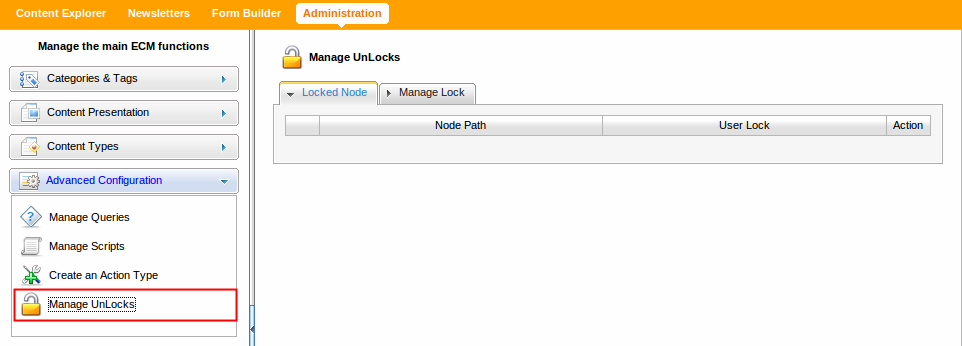 Content Explorer Newsletters Form Builder Administration
Manage the main ECM functions
Categories & Tags
Content Presentation
Content Types
Advanced Configuration
Manage Queries
Manage Scripts
Create an Action Type
Manage UnLocks
Manage UnLocks
Locked Node Manage Lock
Node Path User Lock Action